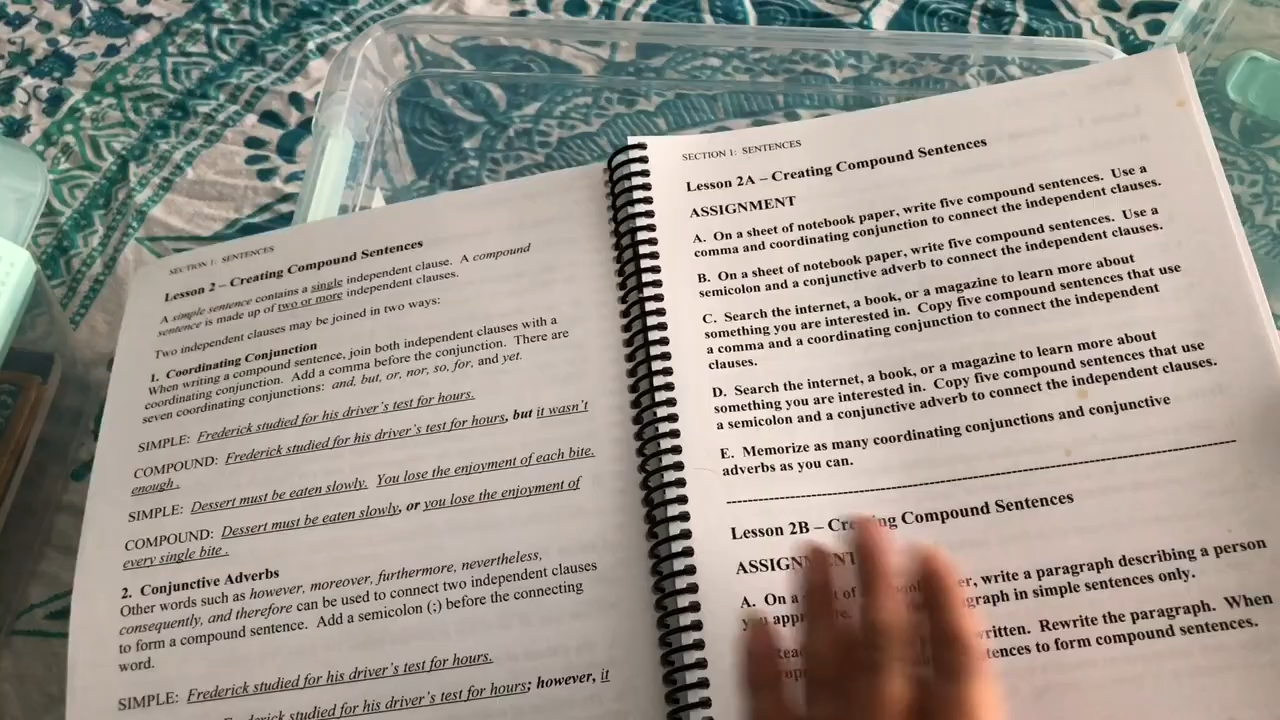 SECTION 1: SENTENCES
Lesson 2 – Creating Compound Sentences
A simple sentence contains a single independent clause. A compound
sentence is made up of two or more independent clauses.
Two independent clauses may be joined in two ways:
1. Coordinating Conjunction
When writing a compound sentence, join both independent clauses with a
coordinating conjunction. Add a comma before the conjunction. There are
seven coordinating conjunctions: and, but, or, nor, so, for, and yet.
SIMPLE: Frederick studied for his driver's test for hours.
COMPOUND: Frederick studied for his driver's test for hours, but it wasn't
enough.
SIMPLE: Dessert must be eaten slowly. You lose the enjoyment of each bite.
COMPOUND: Dessert must be eaten slowly, or you lose the enjoyment of
every single bite.
2. Conjunctive Adverbs
Other words such as however, moreover, furthermore, nevertheless,
consequently, and therefore can be used to connect two independent clauses
to form a compound sentence. Add a semicolon (;) before the connecting
word.
SIMPLE: Frederick studied for his driver's test for hours.
studied for his driver's test for hours; however, it
SECTION 1: SENTENCES
Lesson 2A – Creating Compound Sentences
ASSIGNMENT
A. On a sheet of notebook paper, write five compound sentences. Use a
comma and coordinating conjunction to connect the independent clauses.
B. On a sheet of notebook paper, write five compound sentences. Use a
semicolon and a conjunctive adverb to connect the independent clauses.
C. Search the internet, a book, or a magazine to learn more about
something you are interested in. Copy five compound sentences that use
a comma and a coordinating conjunction to connect the independent
clauses.
D. Search the internet, a book, or a magazine to learn more about
something you are interested in. Copy five compound sentences that use
a semicolon and a conjunctive adverb to connect the independent clauses.
E. Memorize as many coordinating conjunctions and conjunctive
adverbs as you can.
Lesson 2B – Creating Compound Sentences
ASSIGNMENT
A. On a of write a paragraph describing a person
you in simple sentences only.
written. Rewrite the paragraph. When
to form compound sentences.